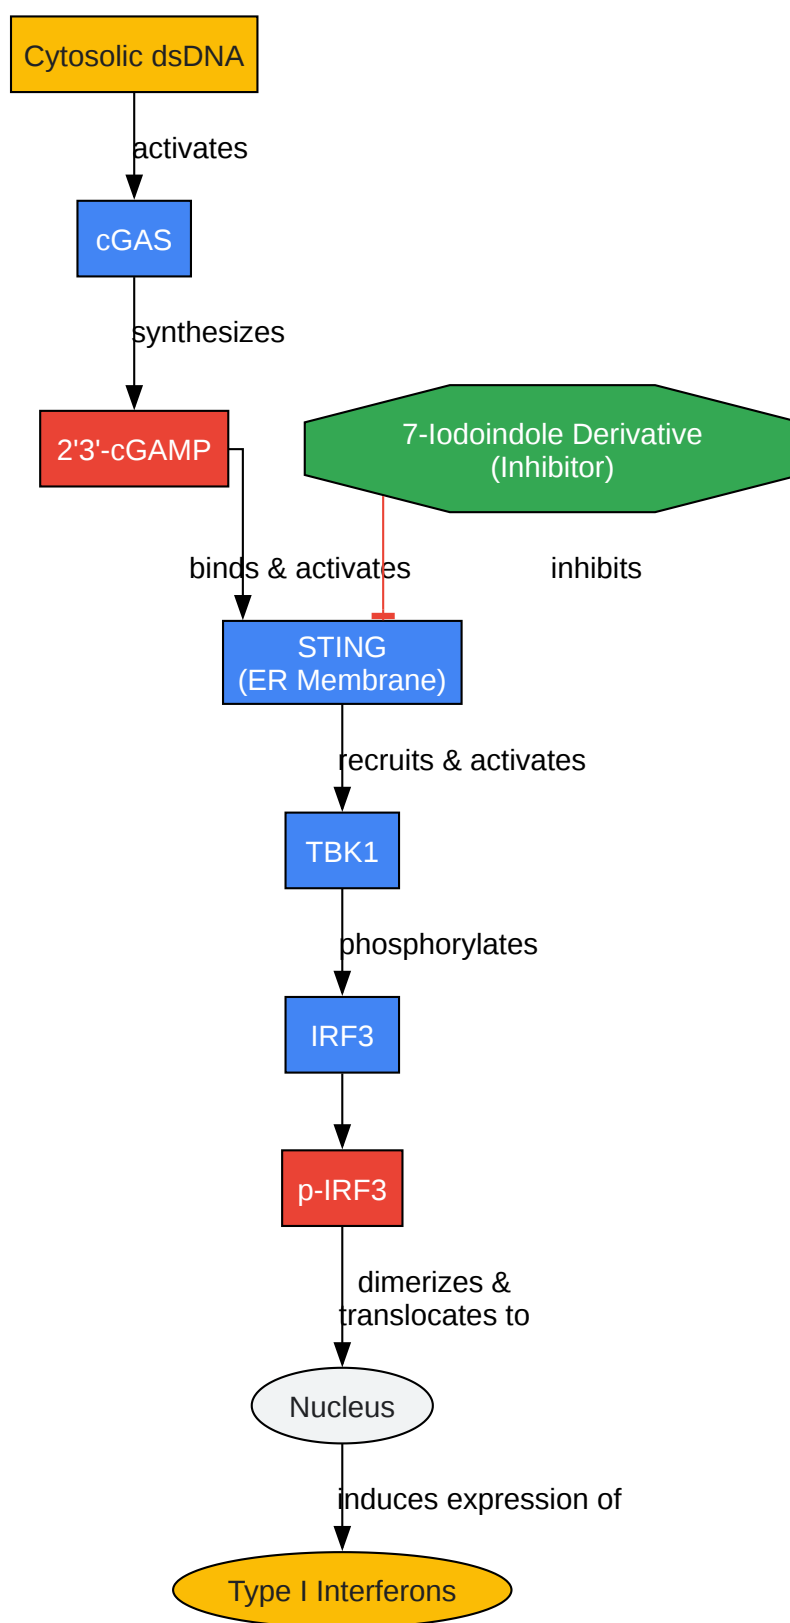 Cytosolic dsDNA
activates
cGAS
synthesizes
2'3'-cGAMP
7-Iodoindole Derivative
(Inhibitor)
binds & activates
inhibits
STING
(ER Membrane)
recruits & activates
TBK1
phosphorylates
IRF3
p-IRF3
dimerizes &
translocates to
Nucleus
induces expression of
Type I Interferons